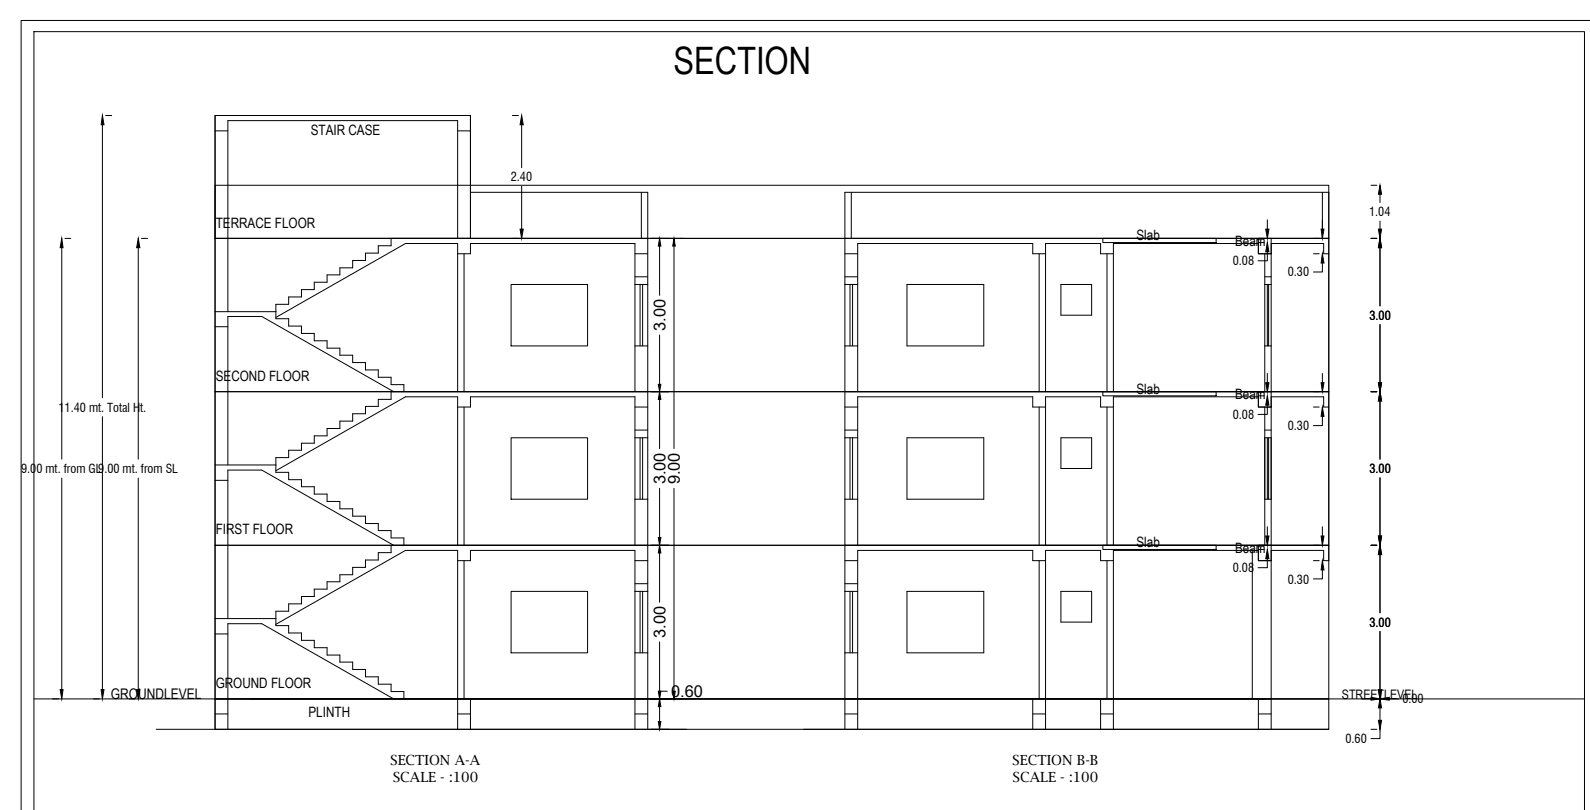 SECTION
STAIR CASE
2.40
TERRACE FLOOR
1.04
Slab
Beam
0.08
0.30
3.00
3.00
SECOND FLOOR
Slab
Beam
0.08
0.30
11.40 mt. Total Ht.
9.00 mt. from GL
9.00 mt. from SL
3.00
9.00
3.00
FIRST FLOOR
Slab
Beam
0.08
0.30
3.00
3.00
GROUND FLOOR
GROUNDLEVEL
0.60
STREETLEVEL
0.00
PLINTH
0.60
SECTION A-A
SCALE - :100
SECTION B-B
SCALE - :100